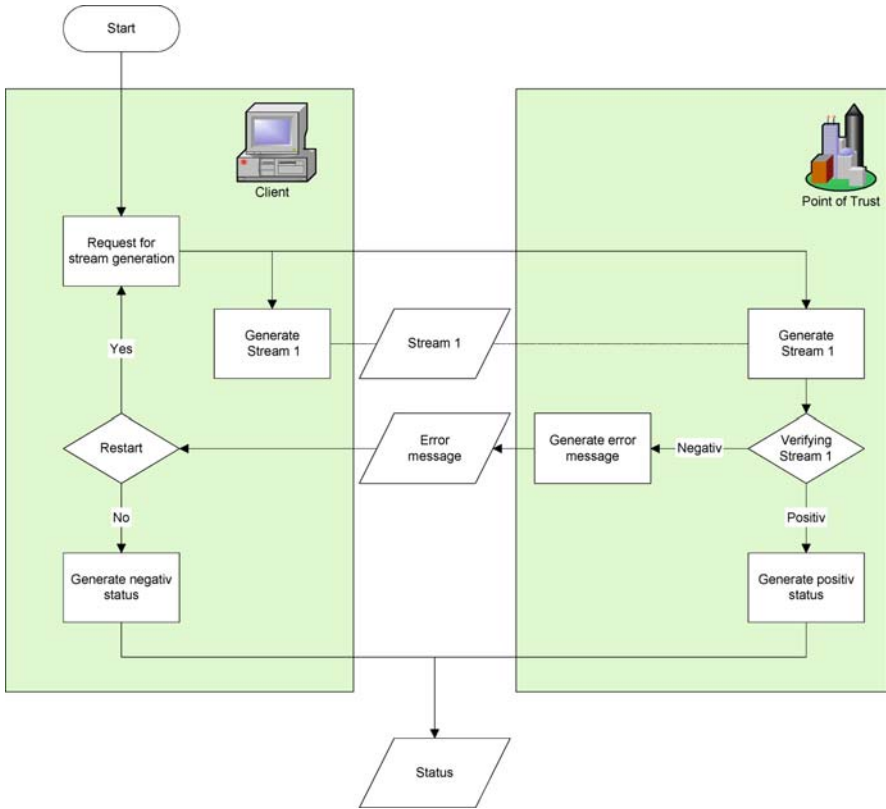 Start
Client
Point of Trust
Request for
stream generation
Generate
Stream 1
Stream 1
Generate
Stream 1
Yes
Restart
Error
message
Generate error
message
Negativ
Verifying
Stream 1
No
Positiv
Generate negativ
status
Generate positiv
status
Status